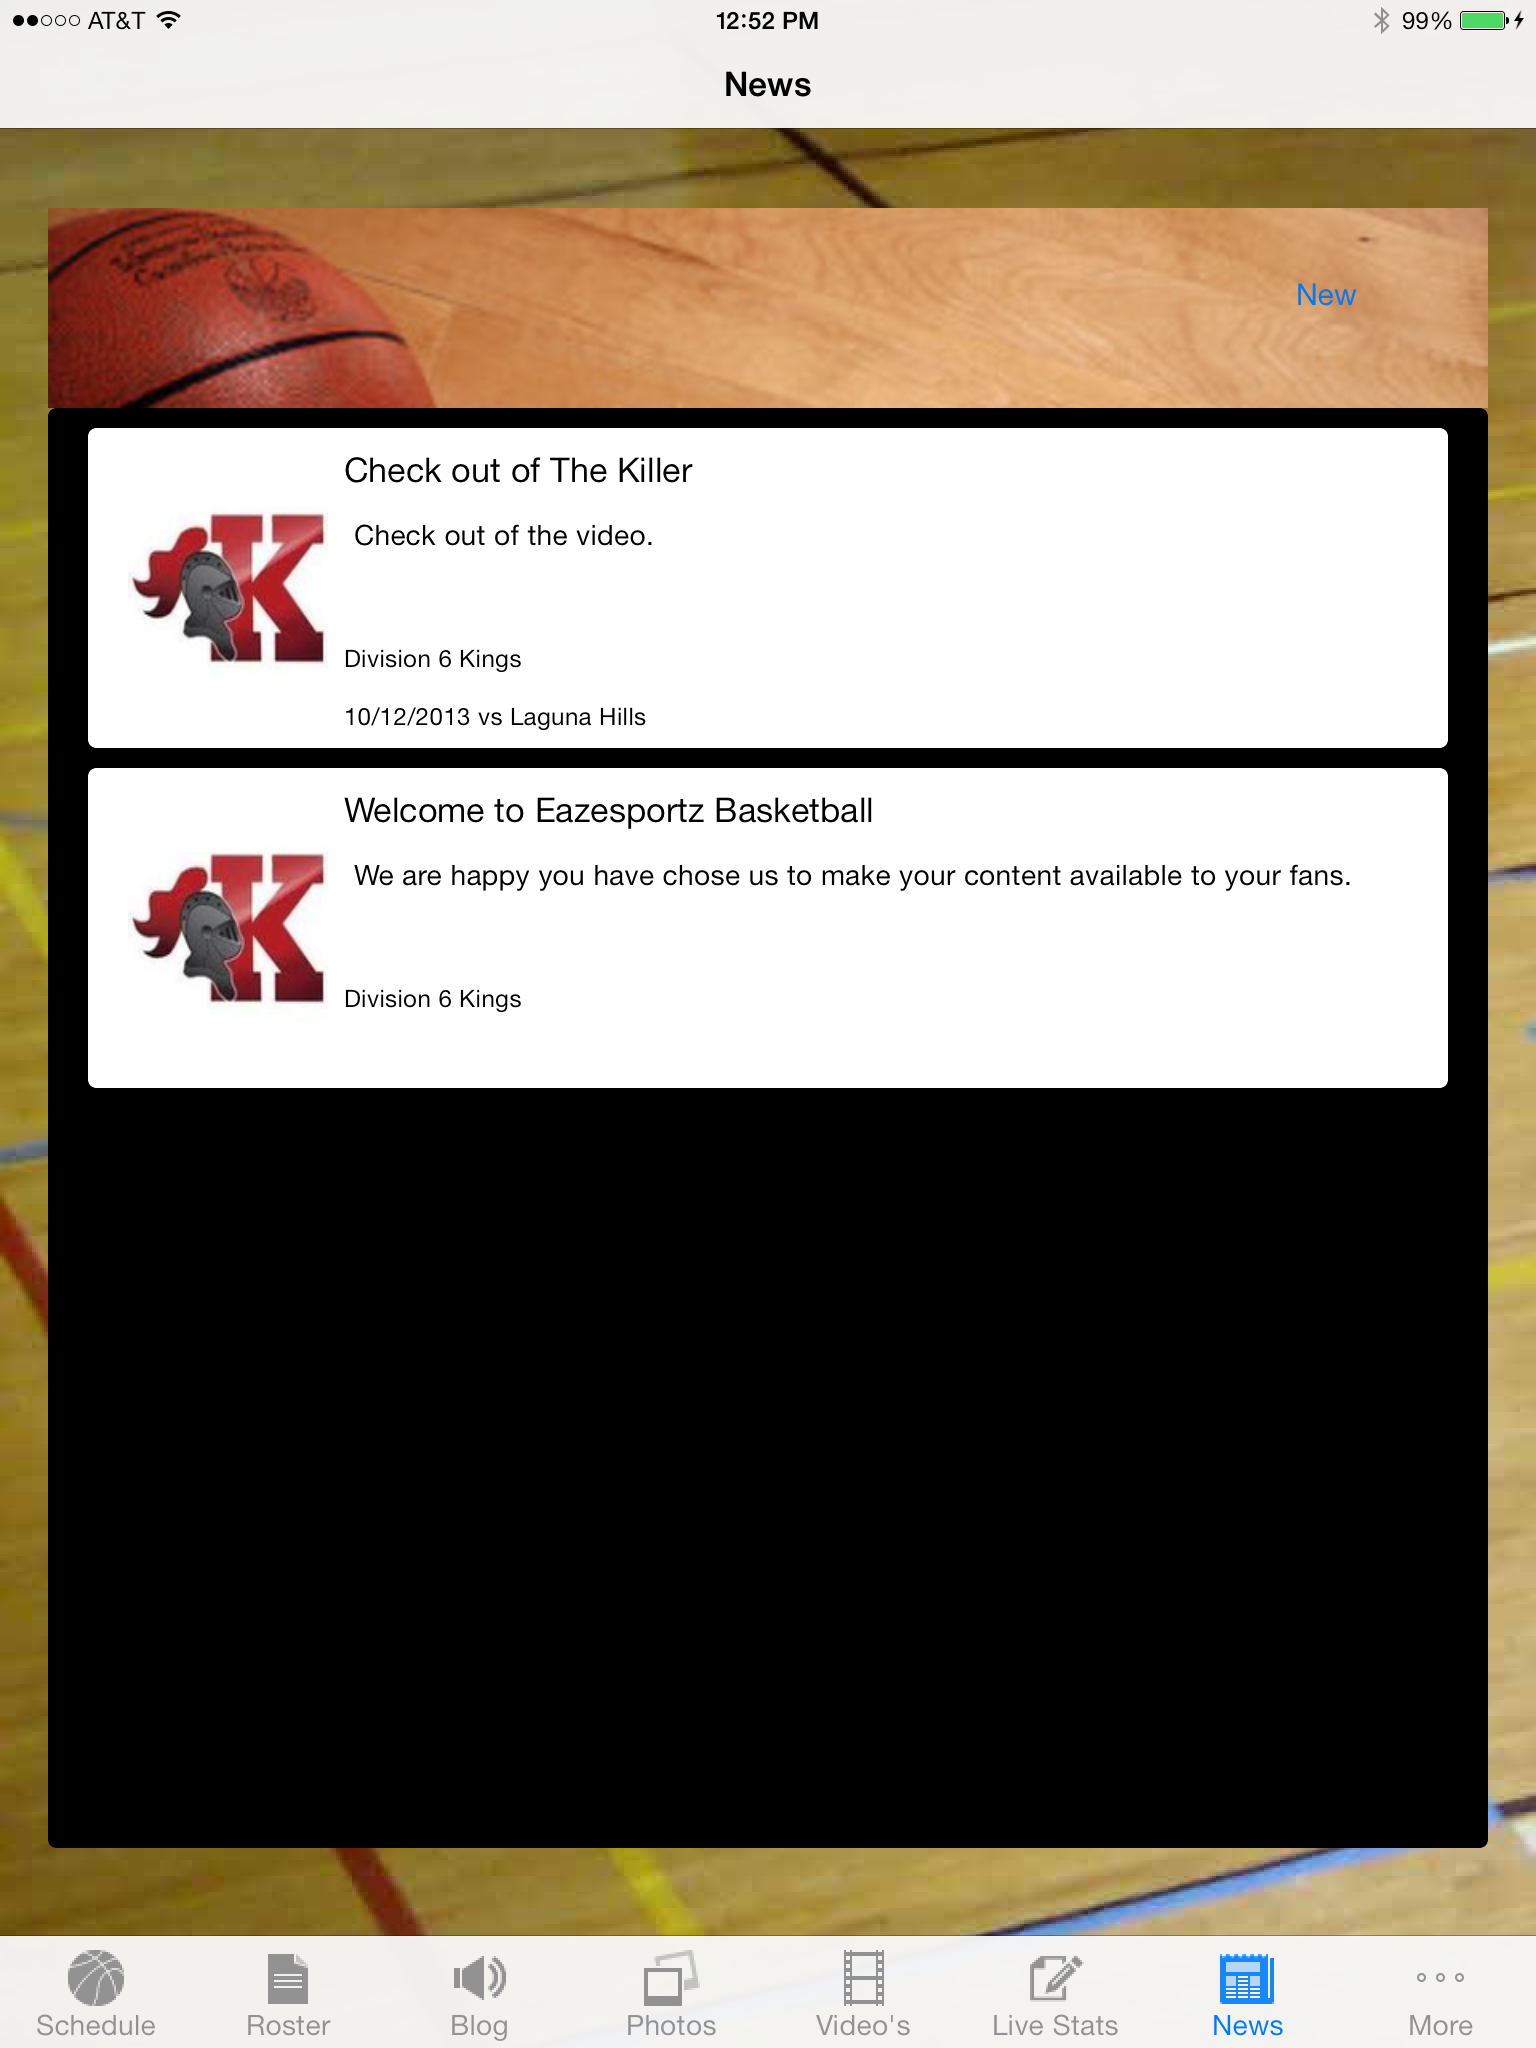 AT&T 12:52 PM 99%
News
New
Check out of The Killer
Check out of the video.
K
Division 6 Kings
10/12/2013 vs Laguna Hills
Welcome to Eazesportz Basketball
We are happy you have chose us to make your content available to your fans.
K
Division 6 Kings
Schedule Roster Blog Photos Video's Live Stats News More